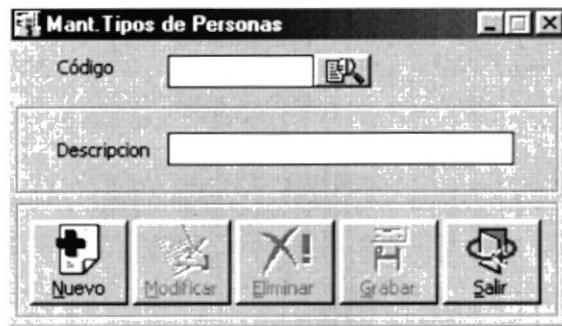 Mant. Tipos de Personas
Código
Descripcion
Nuevo Modificar Eliminar Grabar Salir